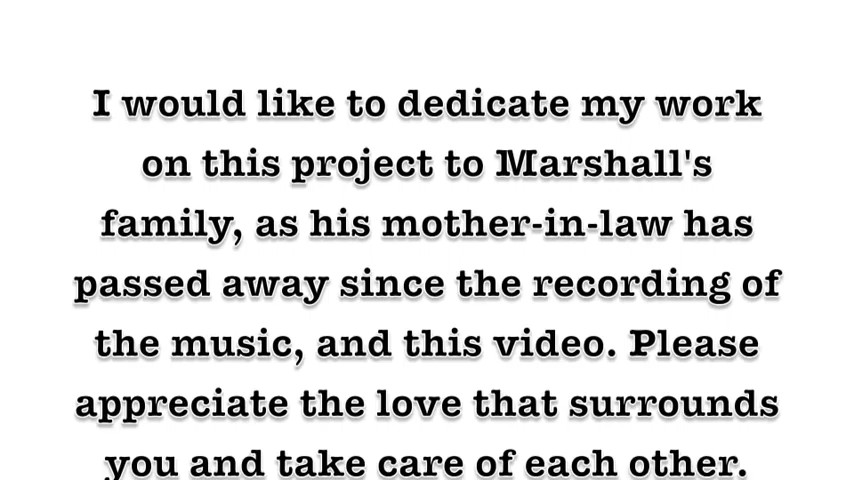 I would like to dedicate my work
on this project to Marshall's
family, as his mother-in-law has
passed away since the recording of
the music, and this video. Please
appreciate the love that surrounds
you and take care of each other.